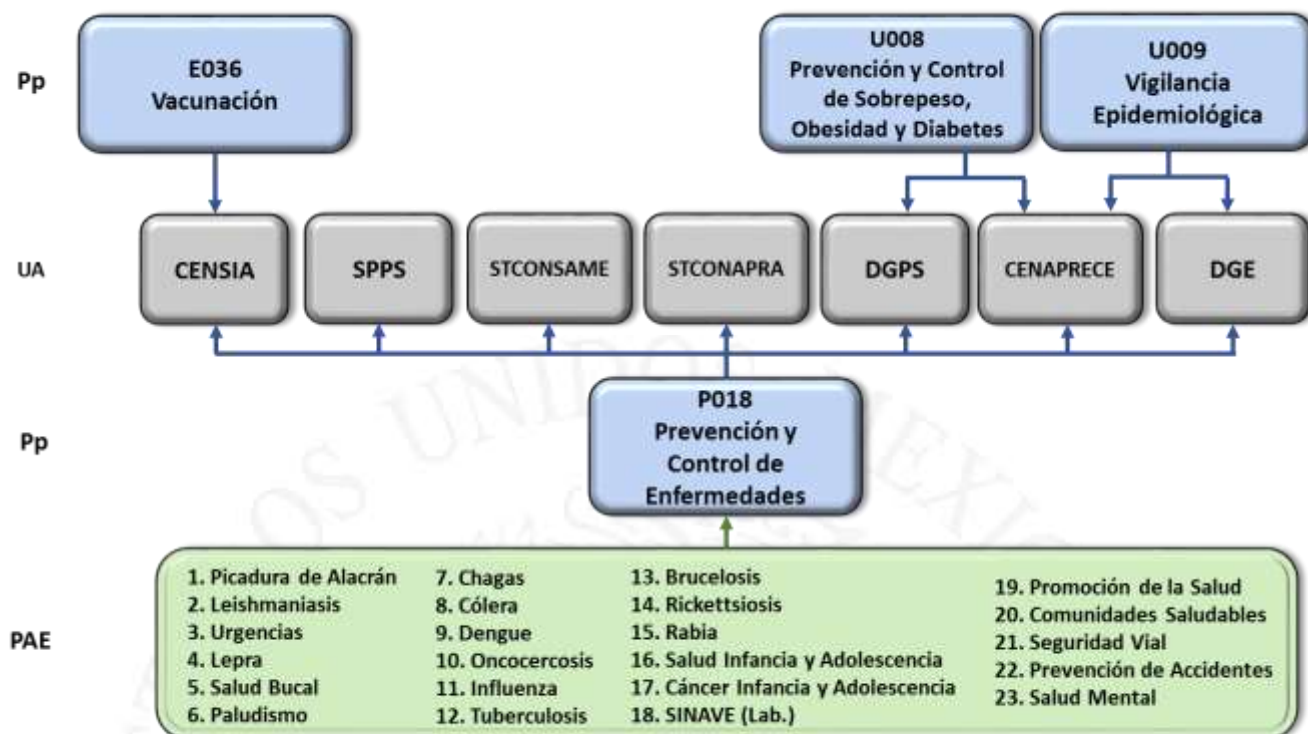 Pp
E036
Vacunación
U008
Prevención y Control
de Sobrepeso,
Obesidad y Diabetes
U009
Vigilancia
Epidemiológica
UA
CENSIA
SPPS
STCONSAME
STCONAPRA
DGPS
CENAPRECE
DGE
Pp
P018
Prevención y
Control de
Enfermedades
PAE
1. Picadura de Alacrán
2. Leishmaniasis
3. Urgencias
4. Lepra
5. Salud Bucal
6. Paludismo
7. Chagas
8. Cólera
9. Dengue
10. Oncocercosis
11. Influenza
12. Tuberculosis
13. Brucelosis
14. Rickettsiosis
15. Rabia
16. Salud Infancia y Adolescencia
17. Cáncer Infancia y Adolescencia
18. SINAVE (Lab.)
19. Promoción de la Salud
20. Comunidades Saludables
21. Seguridad Vial
22. Prevención de Accidentes
23. Salud Mental
OS UNIDOS MEXIC